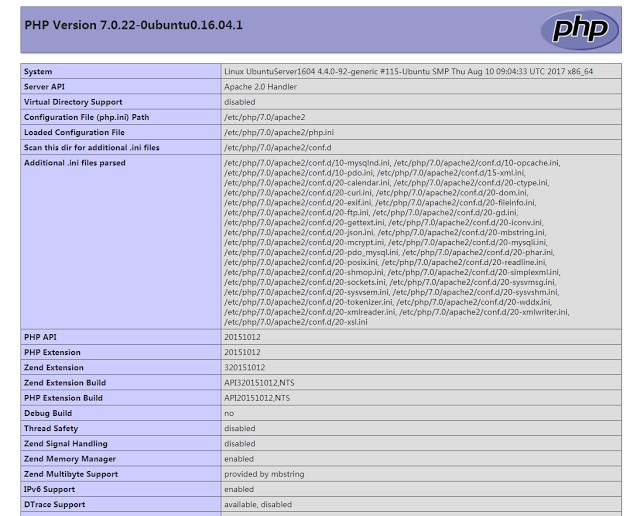 PHP Version 7.0.22-0ubuntu0.16.04.1
php
System Linux UbuntuServer1604 4.4.0-92-generic #115-Ubuntu SMP Thu Aug 10 09:04:33 UTC 2017 x86_64
Server API Apache 2.0 Handler
Virtual Directory Support disabled
Configuration File (php.ini) Path /etc/php/7.0/apache2
Loaded Configuration File /etc/php/7.0/apache2/php.ini
Scan this dir for additional .ini files /etc/php/7.0/apache2/conf.d
Additional .ini files parsed /etc/php/7.0/apache2/conf.d/10-mysqlnd.ini, /etc/php/7.0/apache2/conf.d/10-opcache.ini,
/etc/php/7.0/apache2/conf.d/10-pdo.ini, /etc/php/7.0/apache2/conf.d/15-xml.ini,
/etc/php/7.0/apache2/conf.d/20-calendar.ini, /etc/php/7.0/apache2/conf.d/20-ctype.ini,
/etc/php/7.0/apache2/conf.d/20-curl.ini, /etc/php/7.0/apache2/conf.d/20-dom.ini,
/etc/php/7.0/apache2/conf.d/20-exif.ini, /etc/php/7.0/apache2/conf.d/20-fileinfo.ini,
/etc/php/7.0/apache2/conf.d/20-ftp.ini, /etc/php/7.0/apache2/conf.d/20-gd.ini,
/etc/php/7.0/apache2/conf.d/20-gettext.ini, /etc/php/7.0/apache2/conf.d/20-iconv.ini,
/etc/php/7.0/apache2/conf.d/20-json.ini, /etc/php/7.0/apache2/conf.d/20-mbstring.ini,
/etc/php/7.0/apache2/conf.d/20-mcrypt.ini, /etc/php/7.0/apache2/conf.d/20-mysqli.ini,
/etc/php/7.0/apache2/conf.d/20-pdo_mysql.ini, /etc/php/7.0/apache2/conf.d/20-phar.ini,
/etc/php/7.0/apache2/conf.d/20-posix.ini, /etc/php/7.0/apache2/conf.d/20-readline.ini,
/etc/php/7.0/apache2/conf.d/20-shmop.ini, /etc/php/7.0/apache2/conf.d/20-simplexml.ini,
/etc/php/7.0/apache2/conf.d/20-sockets.ini, /etc/php/7.0/apache2/conf.d/20-sysvmsg.ini,
/etc/php/7.0/apache2/conf.d/20-sysvsem.ini, /etc/php/7.0/apache2/conf.d/20-sysvshm.ini,
/etc/php/7.0/apache2/conf.d/20-tokenizer.ini, /etc/php/7.0/apache2/conf.d/20-wddx.ini,
/etc/php/7.0/apache2/conf.d/20-xmlreader.ini, /etc/php/7.0/apache2/conf.d/20-xmlwriter.ini,
/etc/php/7.0/apache2/conf.d/20-xsl.ini
PHP API 20151012
PHP Extension 20151012
Zend Extension 320151012
Zend Extension Build API320151012,NTS
PHP Extension Build API20151012,NTS
Debug Build no
Thread Safety disabled
Zend Signal Handling disabled
Zend Memory Manager enabled
Zend Multibyte Support provided by mbstring
IPv6 Support enabled
DTrace Support available, disabled